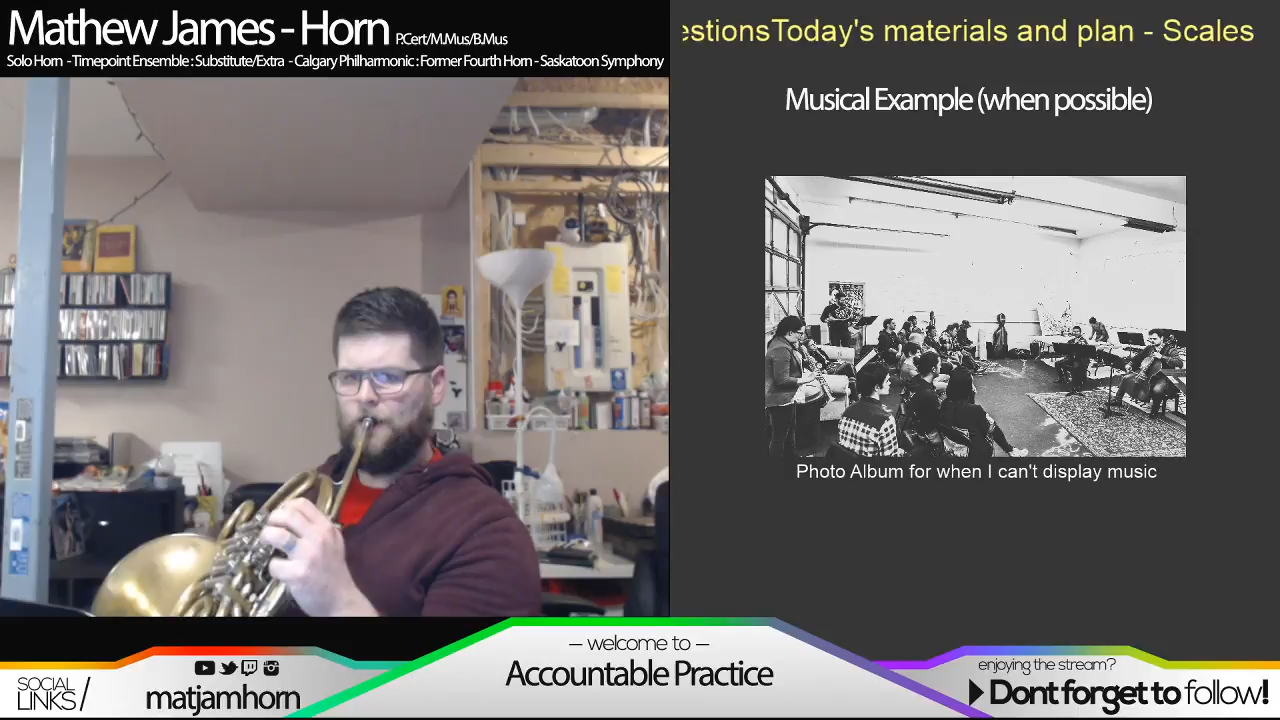 Mathew James - Horn P.Cert/M.Mus/B.Mus
Solo Horn - Timepoint Ensemble : Substitute/Extra - Calgary Philharmonic : Former Fourth Horn - Saskatoon Symphony
estionsToday's materials and plan - Scales
Musical Example (when possible)
Photo Album for when I can't display music
SOCIAL
LINKS /
matjamhorn
– welcome to –
Accountable Practice
enjoying the stream?
Dont forget to follow!